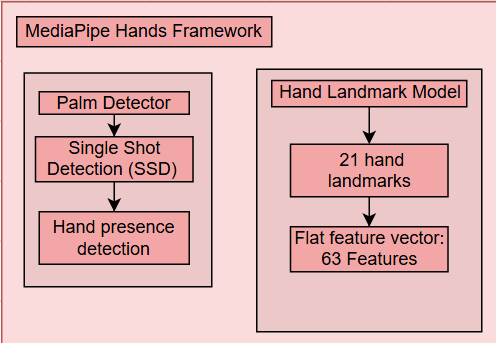 MediaPipe Hands Framework
Palm Detector
Single Shot
Detection (SSD)
Hand presence
detection
Hand Landmark Model
21 hand
landmarks
Flat feature vector:
63 Features